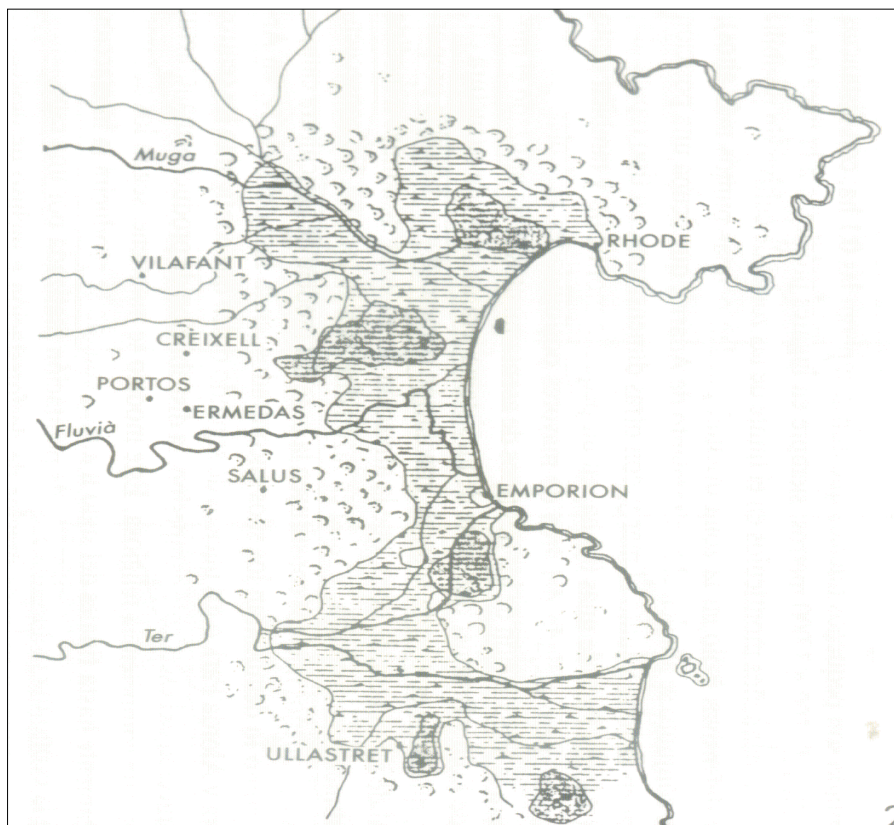 Muga
RHODE
VILAFANT
CREIXELL
PORTOS
ERMEDAS
Fluvià
SALUS
EMPORION
Ter
ULLASTRET